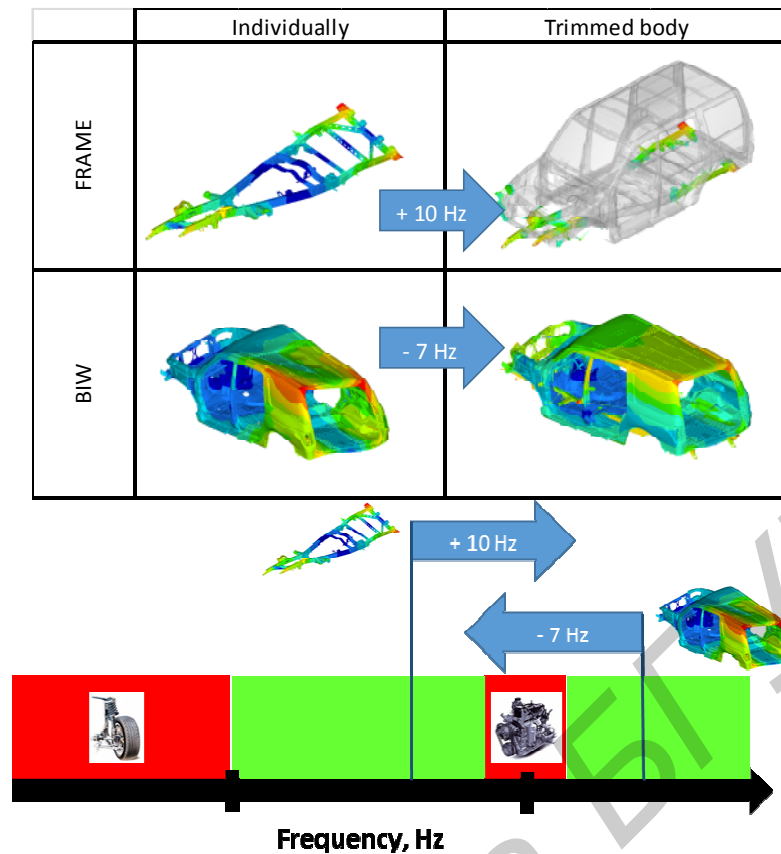 Individually
Trimmed body
FRAME
+ 10 Hz
BIW
- 7 Hz
+ 10 Hz
- 7 Hz
Frequency, Hz